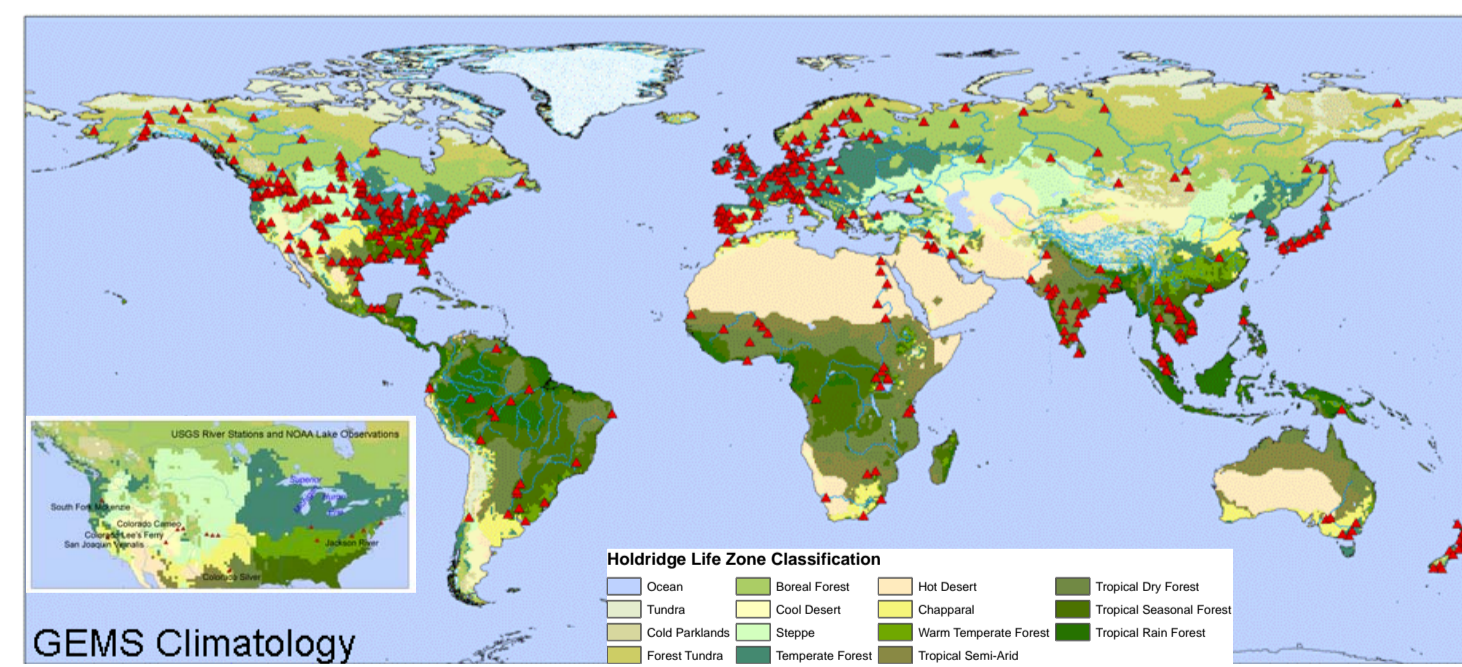 USGS River Stations and NOAA Lake Observations
Superior
Huron
South Fork Mckenzie
Colorado Cameo
Colorado Lee's Ferry
San Joaquin Vernalis
Jackson River
Colorado Silver
GEMS Climatology
Holdridge Life Zone Classification
Ocean
Tundra
Cold Parklands
Forest Tundra
Boreal Forest
Cool Desert
Steppe
Temperate Forest
Hot Desert
Chapparal
Warm Temperate Forest
Tropical Semi-Arid
Tropical Dry Forest
Tropical Seasonal Forest
Tropical Rain Forest